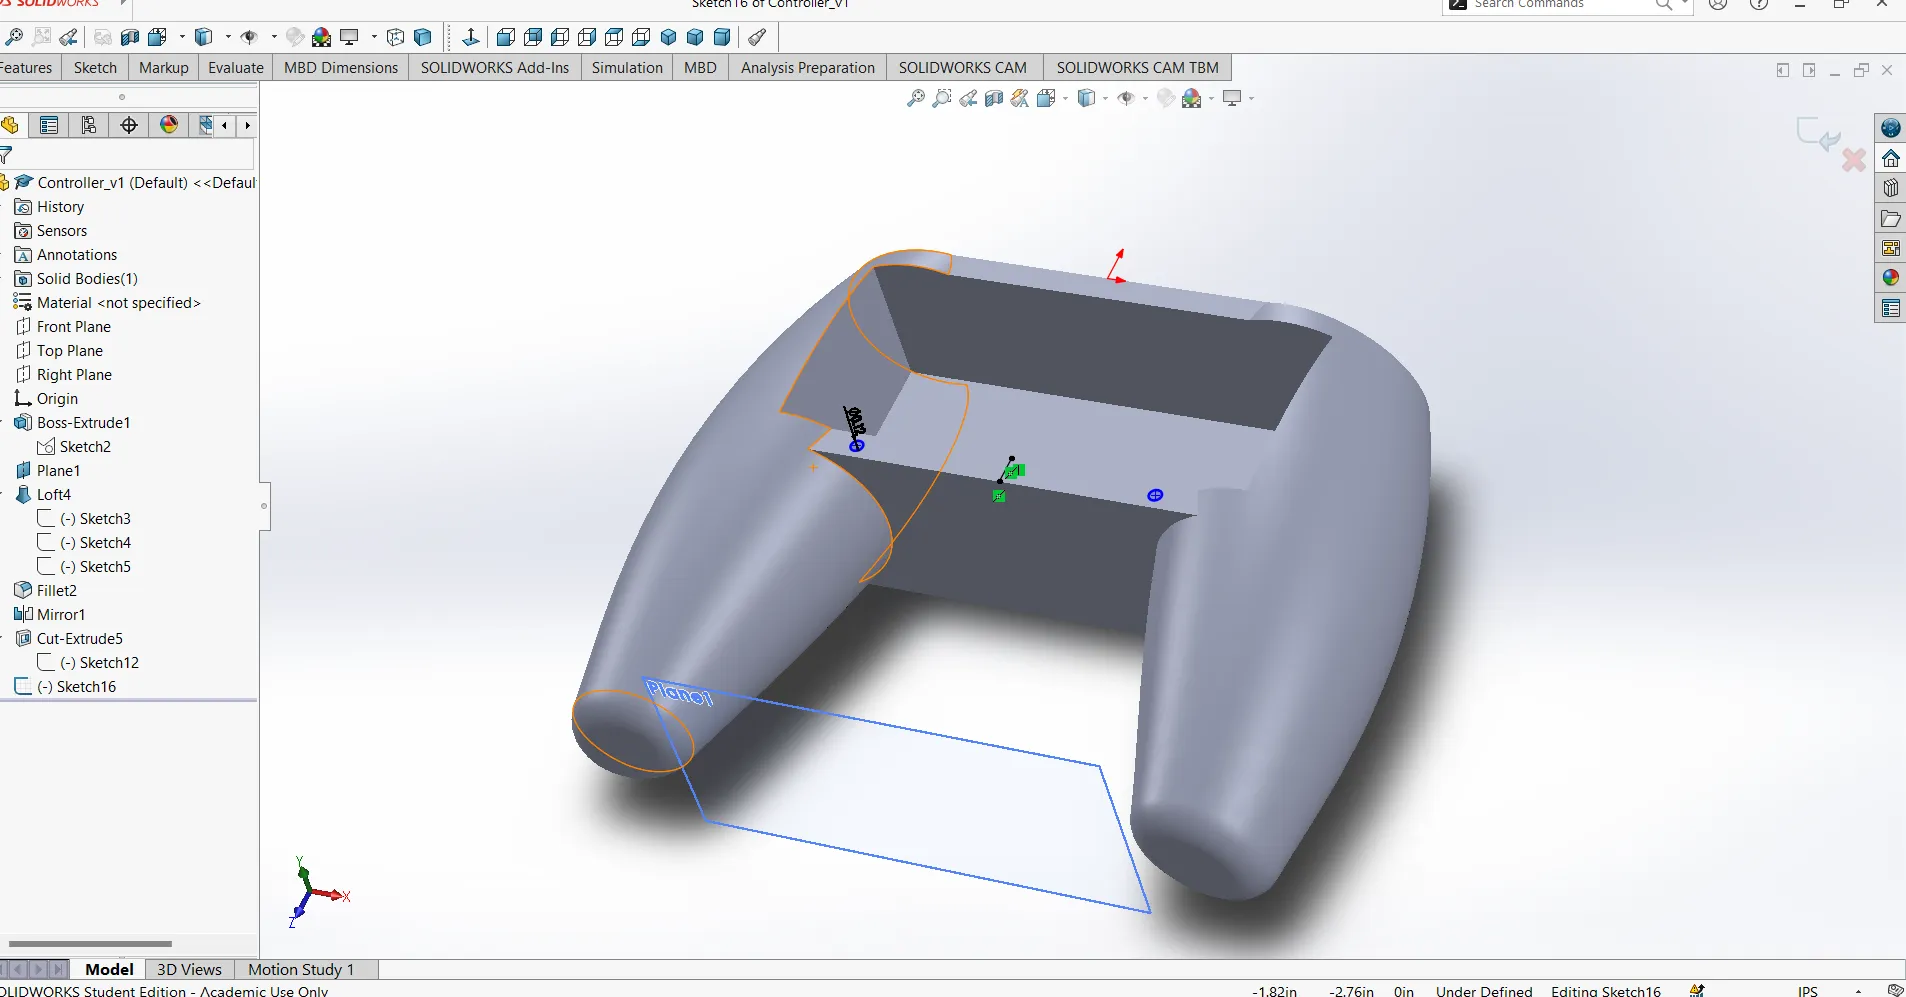 SOLIDWORKS
Sketch16 of Controller_v1
Search Commands
Features
Sketch
Markup
Evaluate
MBD Dimensions
SOLIDWORKS Add-Ins
Simulation
MBD
Analysis Preparation
SOLIDWORKS CAM
SOLIDWORKS CAM TBM
Controller_v1 (Default) <<Defaul
History
Sensors
Annotations
Solid Bodies(1)
Material <not specified>
Front Plane
Top Plane
Right Plane
Origin
Boss-Extrude1
Sketch2
Plane1
Loft4
(-) Sketch3
(-) Sketch4
(-) Sketch5
Fillet2
Mirror1
Cut-Extrude5
(-) Sketch12
(-) Sketch16
Plane1
Y
X
Z
Model
3D Views
Motion Study 1
OLIDWORKS Student Edition - Academic Use Only
-1.82in
-2.76in
0in
Under Defined
Editing Sketch16
IPS